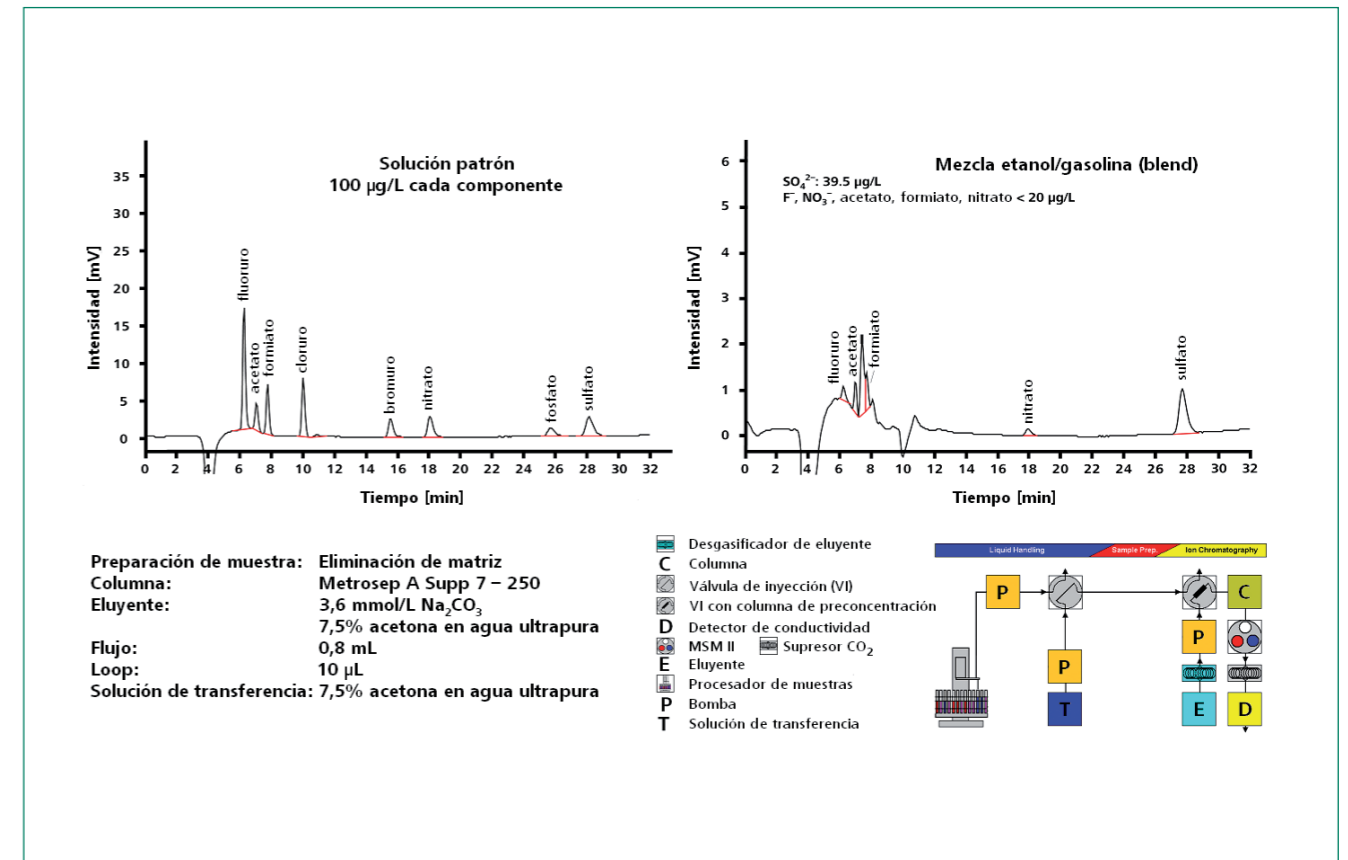 Solución patrón
100 µg/L cada componente
Intensidad [mV]
35
30
25
20
15
10
5
0
fluoruro
acetato
formiato
cloruro
bromuro
nitrato
fosfato
sulfato
0 2 4 6 8 10 12 14 16 18 20 22 24 26 28 30 32
Tiempo [min]
Mezcla etanol/gasolina (blend)
SO₄²⁻: 39.5 µg/L
F⁻, NO₃⁻, acetato, formiato, nitrato < 20 µg/L
Intensidad [mV]
6
5
4
3
2
1
0
fluoruro
acetato
formiato
nitrato
sulfato
0 2 4 6 8 10 12 14 16 18 20 22 24 26 28 30 32
Tiempo [min]
Preparación de muestra: Eliminación de matriz
Columna: Metrosep A Supp 7 – 250
Eluyente: 3,6 mmol/L Na₂CO₃
7,5% acetona en agua ultrapura
Flujo: 0,8 mL
Loop: 10 µL
Solución de transferencia: 7,5% acetona en agua ultrapura
Desgasificador de eluyente
C Columna
Válvula de inyección (VI)
VI con columna de preconcentración
D Detector de conductividad
MSM II Supresor CO₂
E Eluyente
Procesador de muestras
P Bomba
T Solución de transferencia
Liquid Handling Sample Prep. Ion Chromatography
P C
P P
T E D